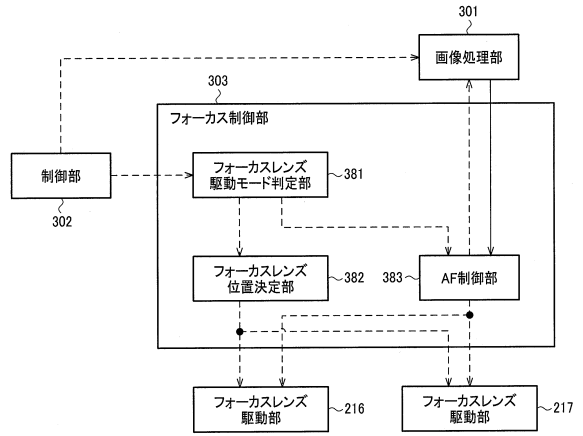 301
画像処理部
303
フォーカス制御部
制御部
302
フォーカスレンズ
駆動モード判定部
381
フォーカスレンズ
位置決定部
382
383
AF制御部
フォーカスレンズ
駆動部
216
フォーカスレンズ
駆動部
217